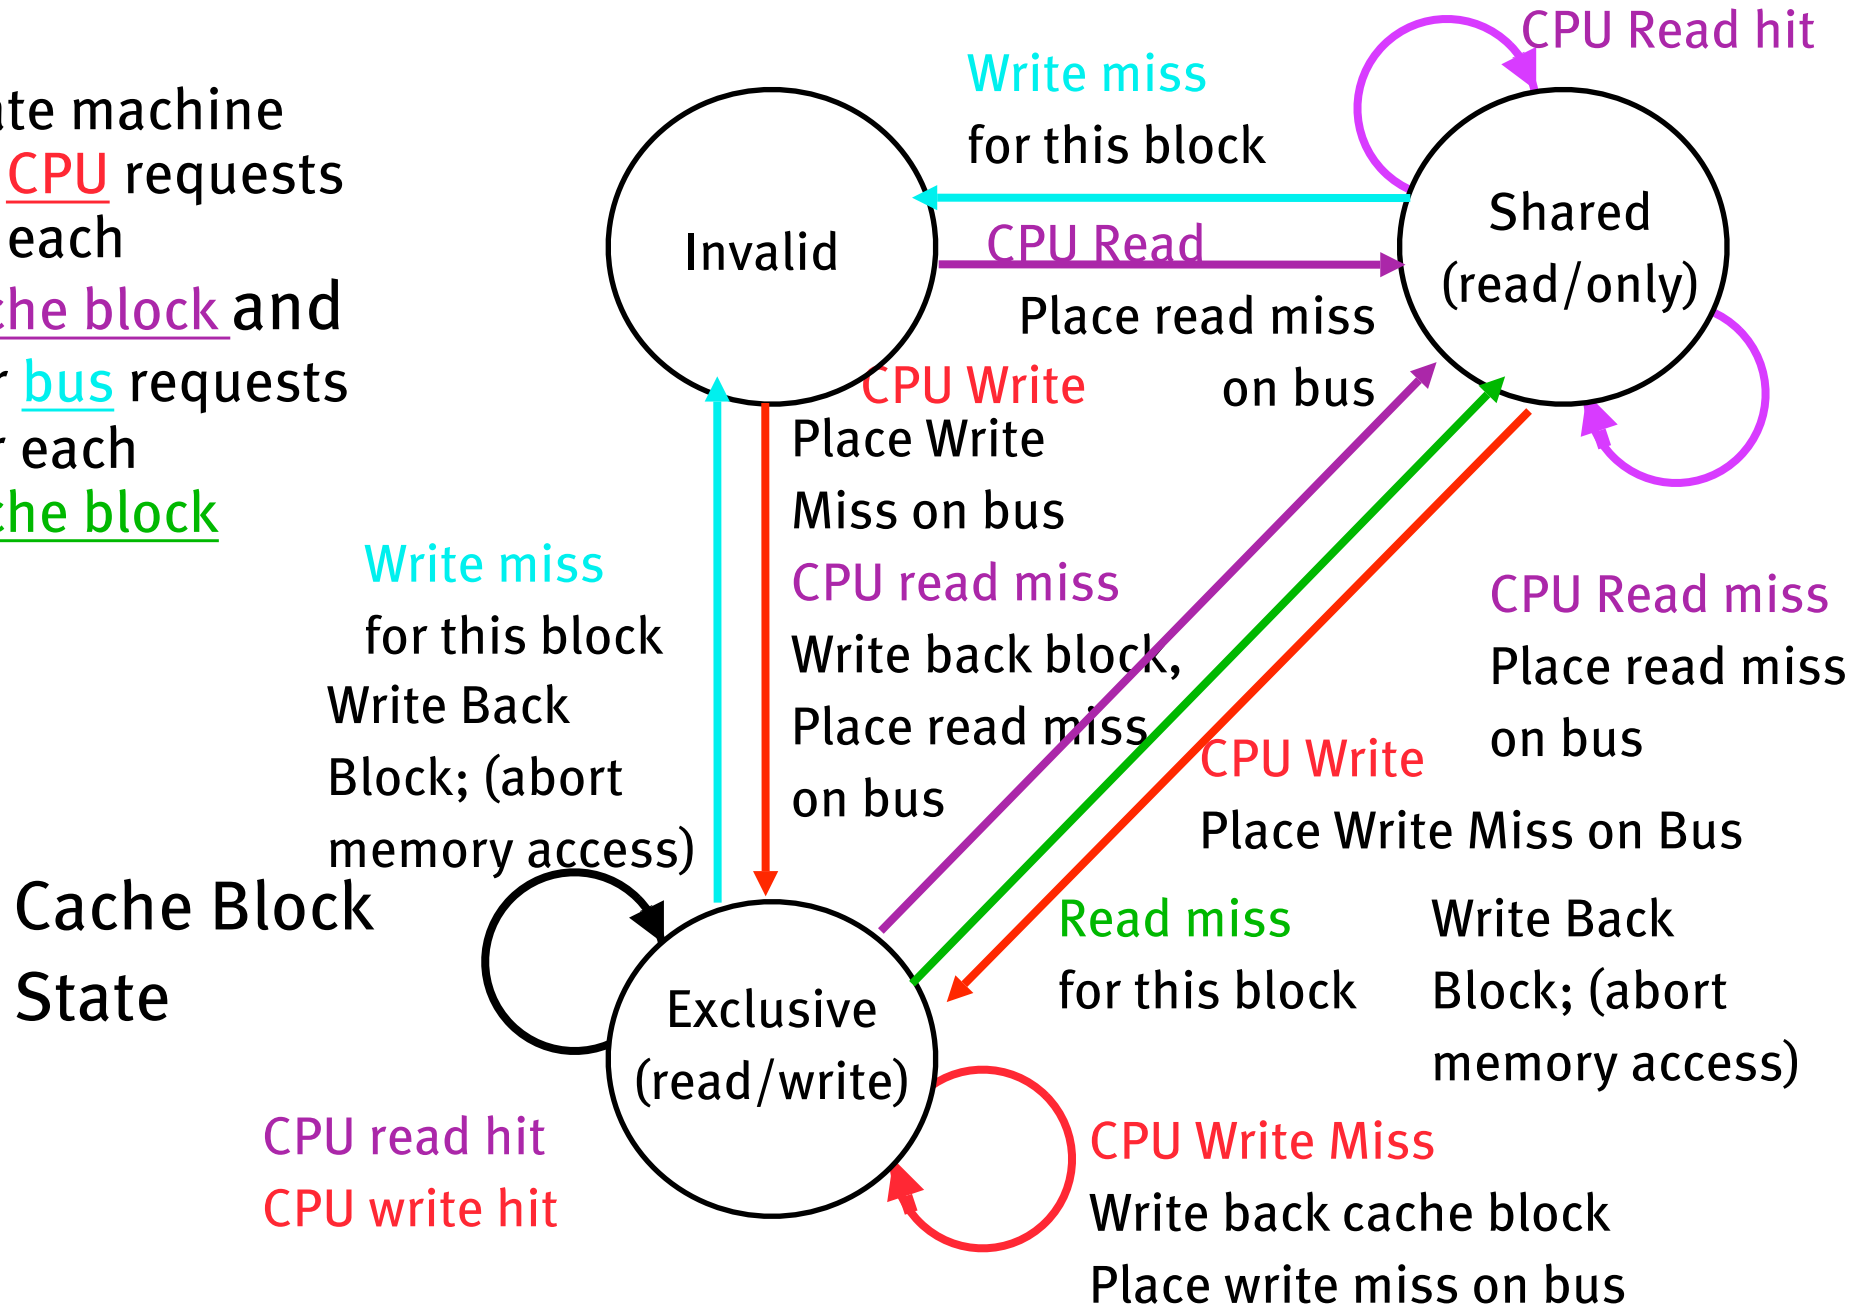 ate machine
CPU requests
each
che block and
r bus requests
r each
che block
Cache Block
State
Invalid
Write miss
for this block
CPU Read
Place read miss
on bus
CPU Read hit
Shared
(read/only)
CPU Write
Place Write
Miss on bus
CPU read miss
Write back block,
Place read miss
on bus
Write miss
for this block
Write Back
Block; (abort
memory access)
CPU Read miss
Place read miss
on bus
CPU Write
Place Write Miss on Bus
Read miss
for this block
Write Back
Block; (abort
memory access)
Exclusive
(read/write)
CPU read hit
CPU write hit
CPU Write Miss
Write back cache block
Place write miss on bus